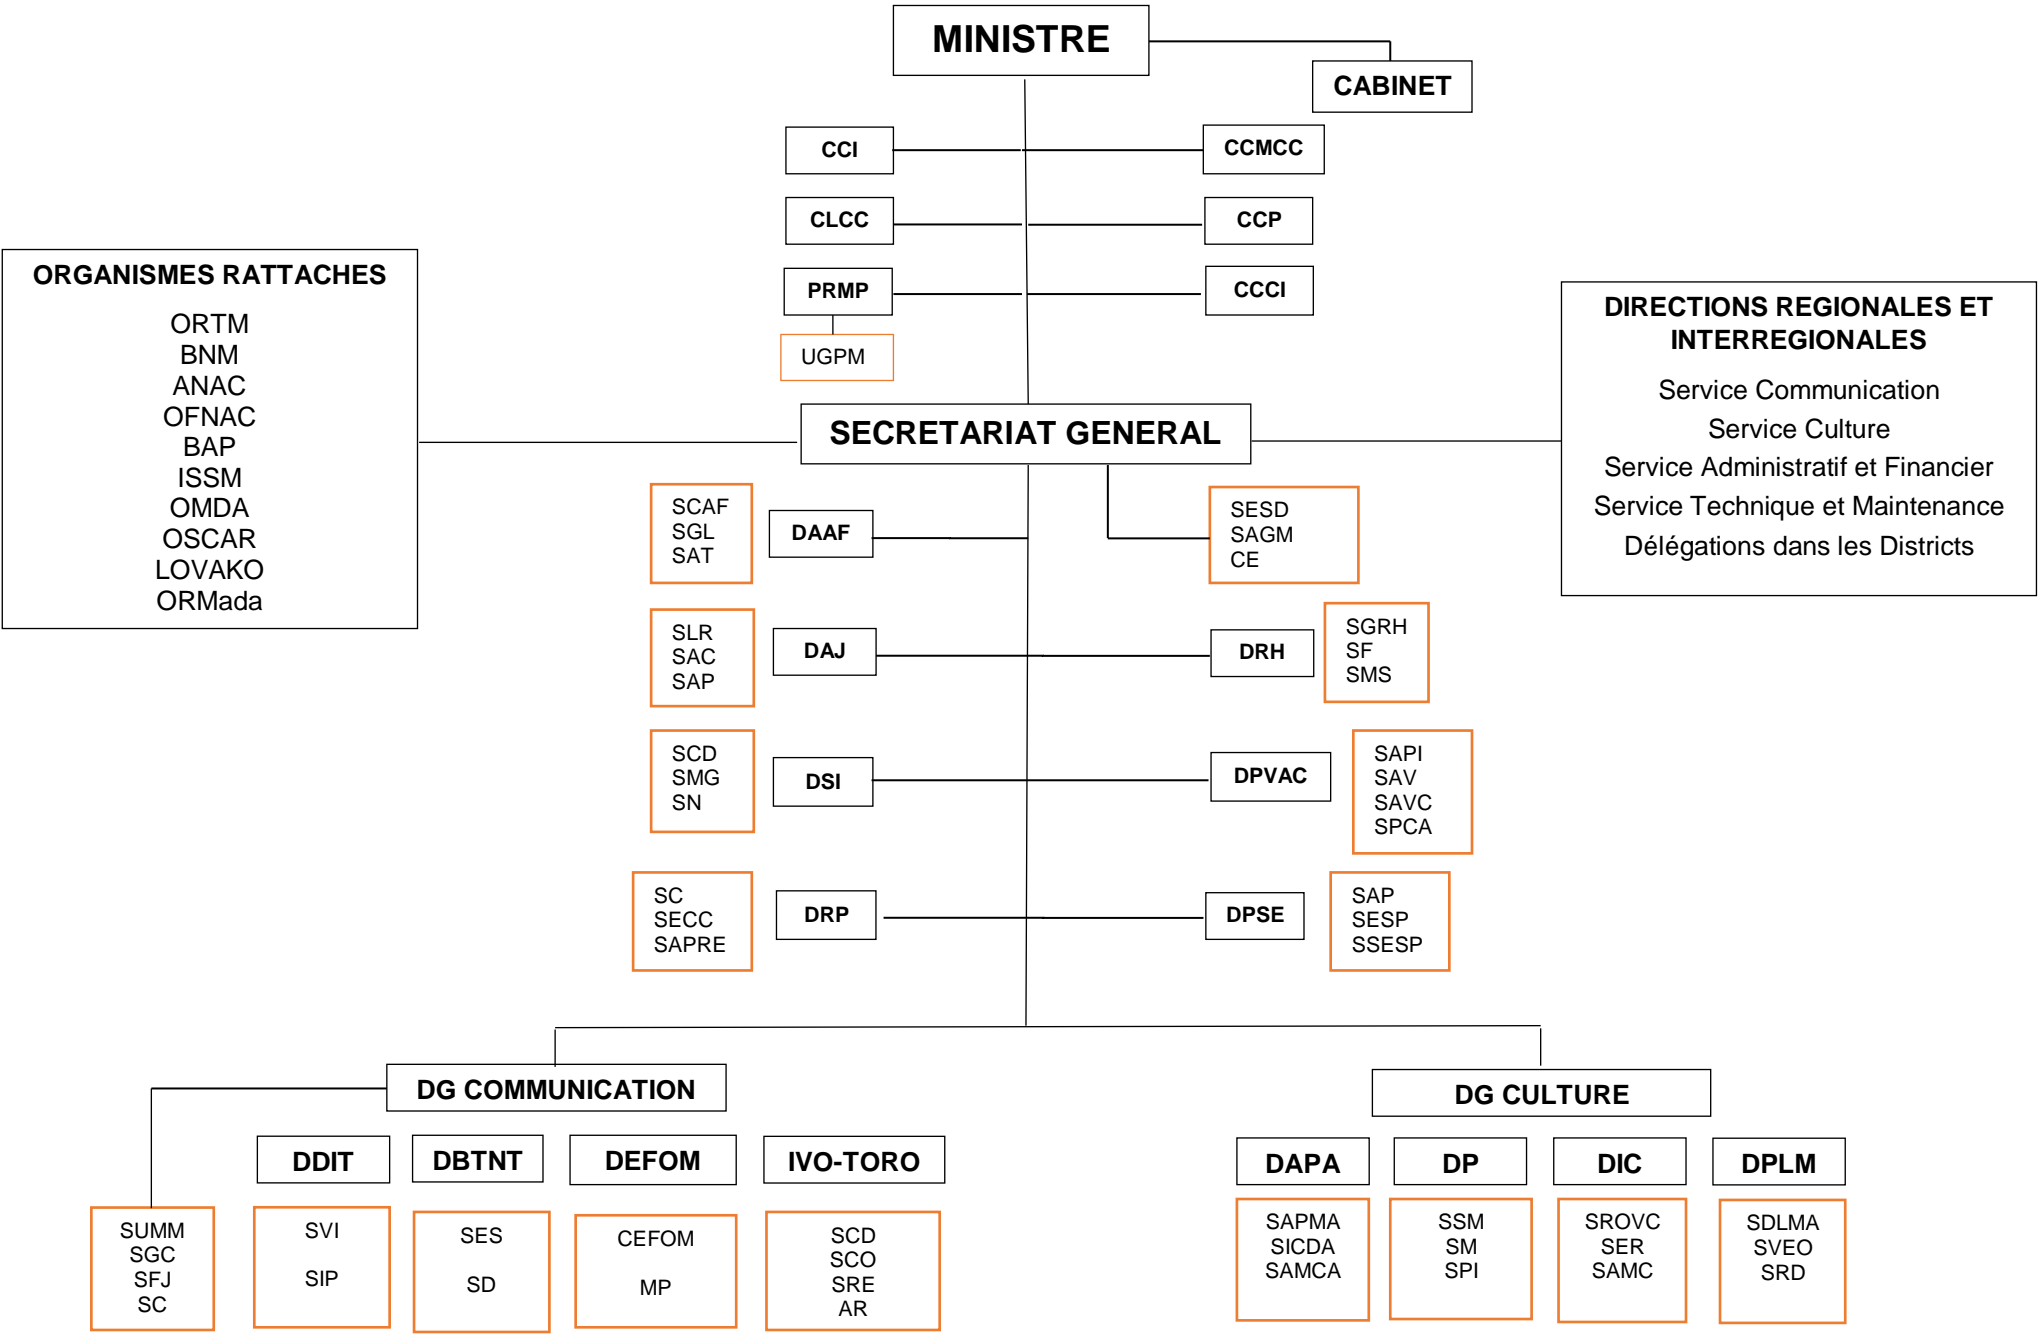 MINISTRE
CABINET
CCI
CCMCC
CLCC
CCP
PRMP
CCCI
UGPM
ORGANISMES RATTACHES
ORTM
BNM
ANAC
OFNAC
BAP
ISSM
OMDA
OSCAR
LOVAKO
ORMada
DIRECTIONS REGIONALES ET
INTERREGIONALES
Service Communication
Service Culture
Service Administratif et Financier
Service Technique et Maintenance
Délégations dans les Districts
SECRETARIAT GENERAL
SCAF
SGL
SAT
DAAF
SESD
SAGM
CE
SLR
SAC
SAP
DAJ
DRH
SGRH
SF
SMS
SCD
SMG
SN
DSI
DPVAC
SAPI
SAV
SAVC
SPCA
SC
SECC
SAPRE
DRP
DPSE
SAP
SESP
SSESP
DG COMMUNICATION
SUMM
SGC
SFJ
SC
DDIT
SVI
SIP
DBTNT
SES
SD
DEFOM
CEFOM
MP
IVO-TORO
SCD
SCO
SRE
AR
DG CULTURE
DAPA
SAPMA
SICDA
SAMCA
DP
SSM
SM
SPI
DIC
SROVC
SER
SAMC
DPLM
SDLMA
SVEO
SRD